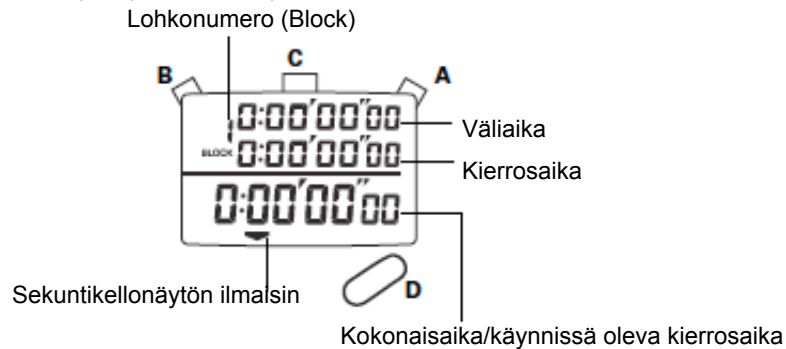 Lohkonumero (Block)
C
B
A
0:00'00"00
Väliaika
BLOCK 0:00'00"00
Kierrosaika
0:00'00"00
D
Sekuntikellonäytön ilmaisin
Kokonaisaika/käynnissä oleva kierrosaika